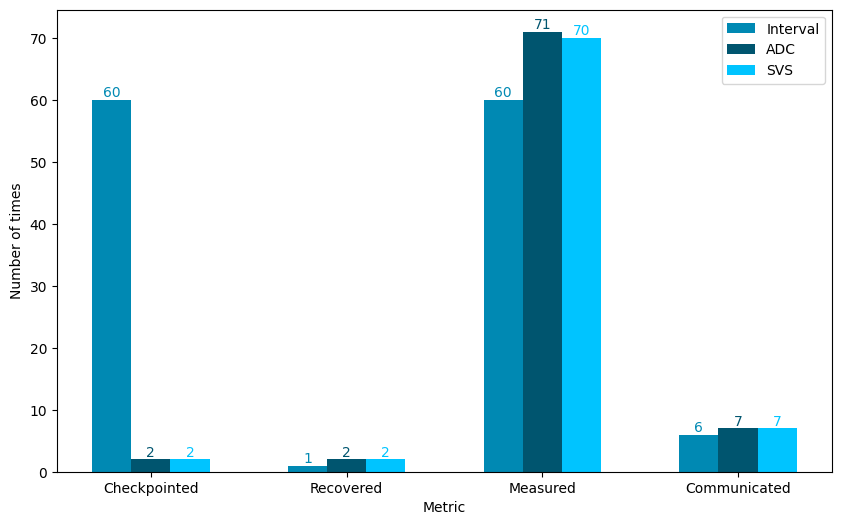 Interval
ADC
SVS
Number of times
70
60
50
40
30
20
10
0
60
2
2
1
2
2
60
71
70
6
7
7
Checkpointed
Recovered
Measured
Communicated
Metric